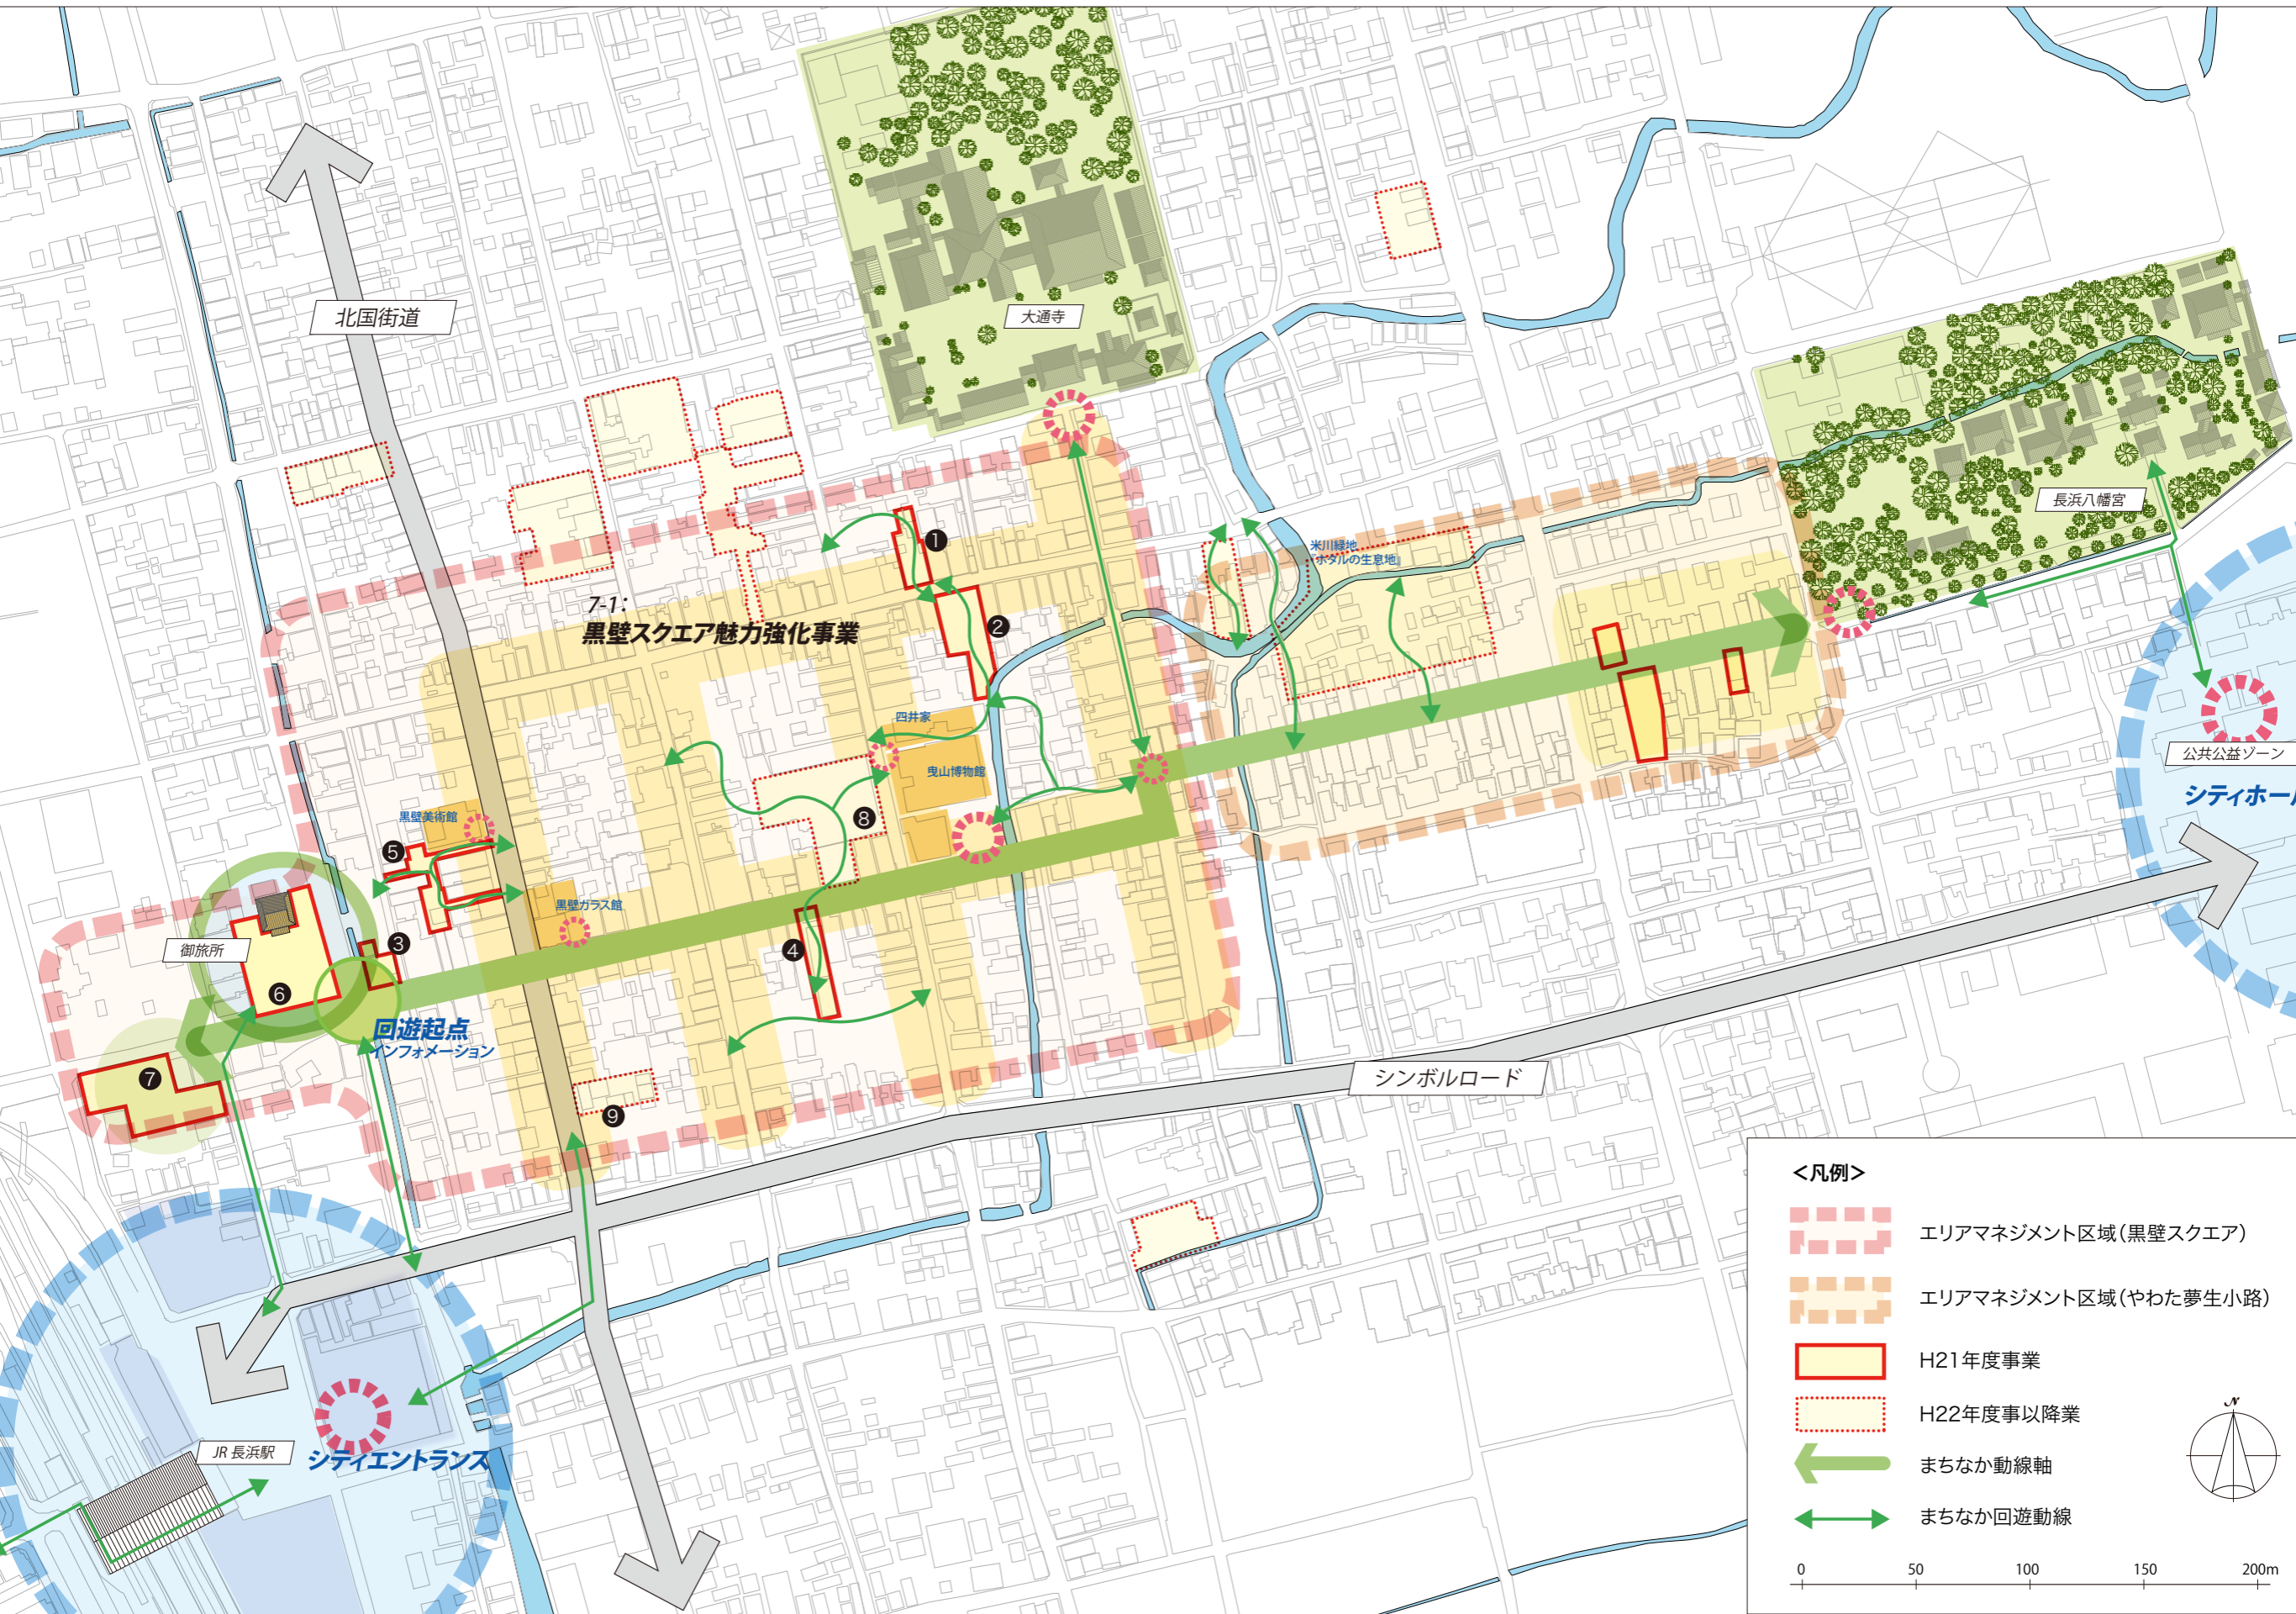 北国街道
大通寺
長浜八幡宮
米川緑地
『ホタルの生息地』
❶
7-1：
黒壁スクエア魅力強化事業
❷
四井家
公共公益ゾーン
曳山博物館
黒壁美術館
❽
❺
黒壁ガラス館
御旅所
❸
❹
❻
回遊起点
インフォメーション
❼
シンボルロード
❾
JR 長浜駅
シティエントランス
＜凡例＞
エリアマネジメント区域（黒壁スクエア）
エリアマネジメント区域（やわた夢生小路）
H21年度事業
H22年度事以降業
まちなか動線軸
まちなか回遊動線
N
0 50 100 150 200m